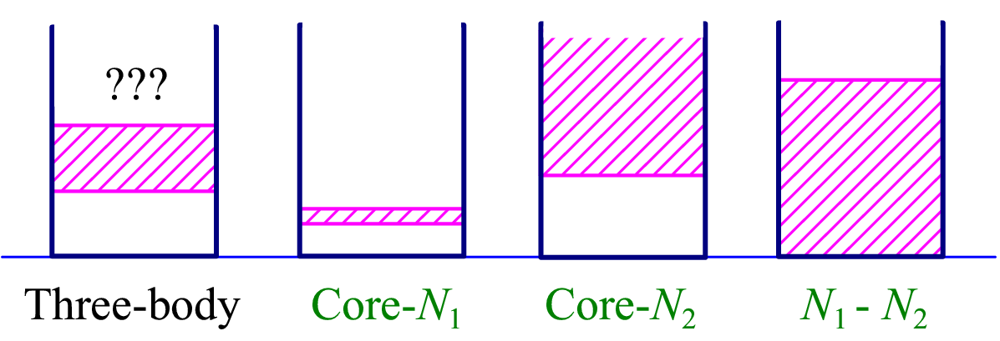 ???
Three-body
Core-N₁
Core-N₂
N₁ - N₂